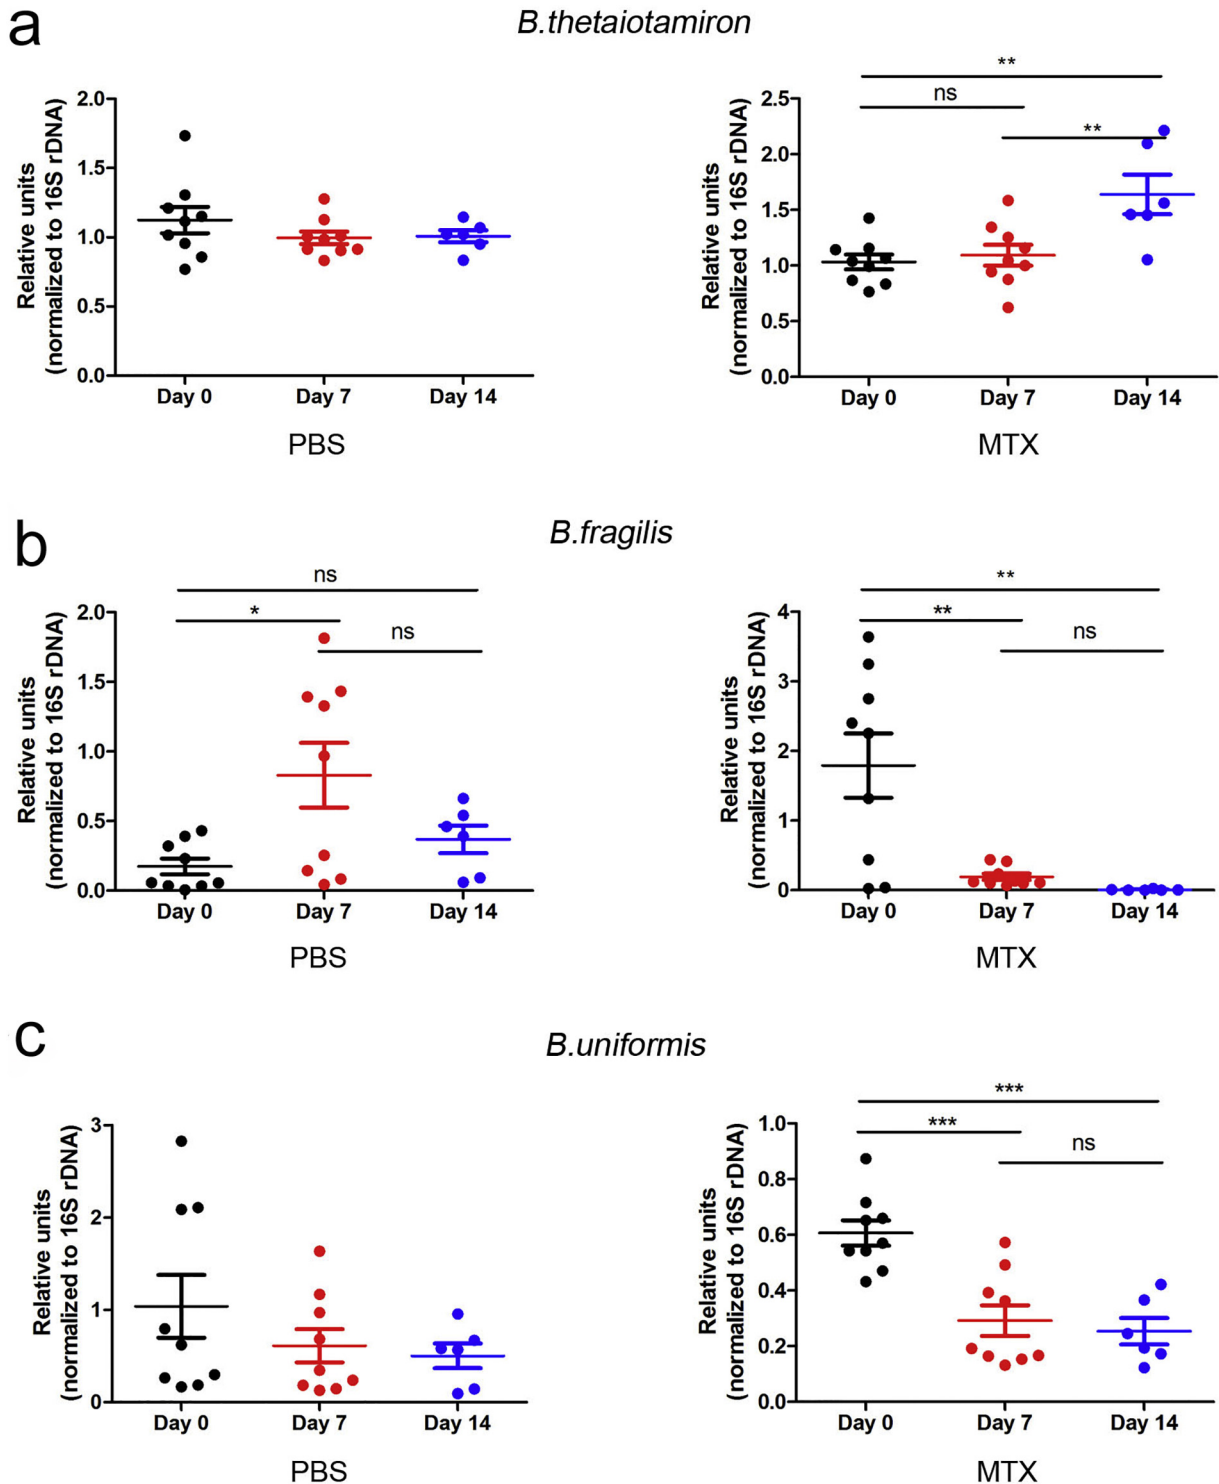 a
B.thetaiotamiron
Relative units
(normalized to 16S rDNA)
2.0
1.5
1.0
0.5
0.0
Day 0 Day 7 Day 14
PBS
**
ns
**
Relative units
(normalized to 16S rDNA)
2.5
2.0
1.5
1.0
0.5
0.0
Day 0 Day 7 Day 14
MTX
b
B.fragilis
ns
*
ns
Relative units
(normalized to 16S rDNA)
2.0
1.5
1.0
0.5
0.0
Day 0 Day 7 Day 14
PBS
**
**
ns
Relative units
(normalized to 16S rDNA)
4
3
2
1
0
Day 0 Day 7 Day 14
MTX
c
B.uniformis
Relative units
(normalized to 16S rDNA)
3
2
1
0
Day 0 Day 7 Day 14
PBS
***
***
ns
Relative units
(normalized to 16S rDNA)
1.0
0.8
0.6
0.4
0.2
0.0
Day 0 Day 7 Day 14
MTX